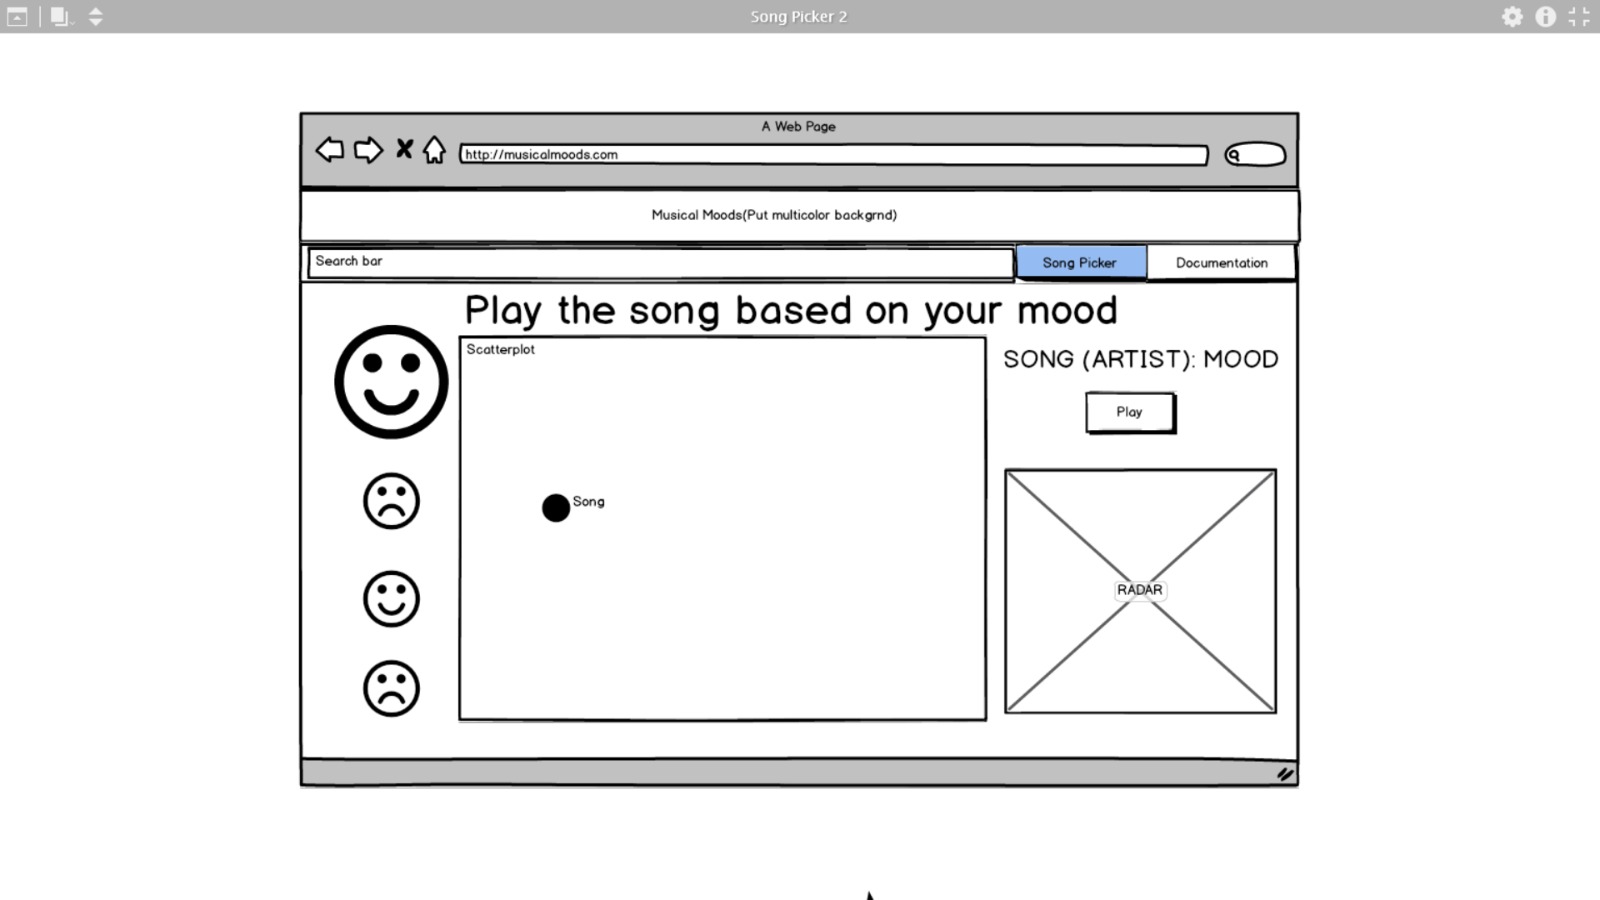 Song Picker 2
A Web Page
http://musicalmoods.com
Musical Moods(Put multicolor backgrnd)
Search bar
Song Picker
Documentation
Play the song based on your mood
Scatterplot
SONG (ARTIST): MOOD
Play
Song
RADAR